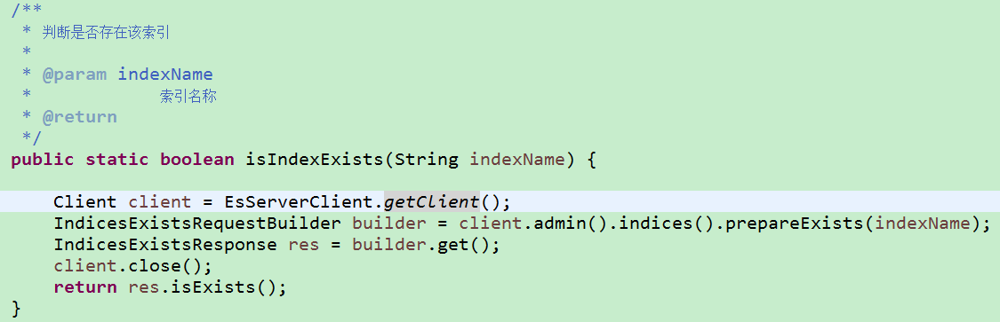 /**
 * 判断是否存在该索引
 *
 * @param indexName
 *            索引名称
 * @return
 */
public static boolean isIndexExists(String indexName) {
    Client client = EsServerClient.getClient();
    IndicesExistsRequestBuilder builder = client.admin().indices().prepareExists(indexName);
    IndicesExistsResponse res = builder.get();
    client.close();
    return res.isExists();
}